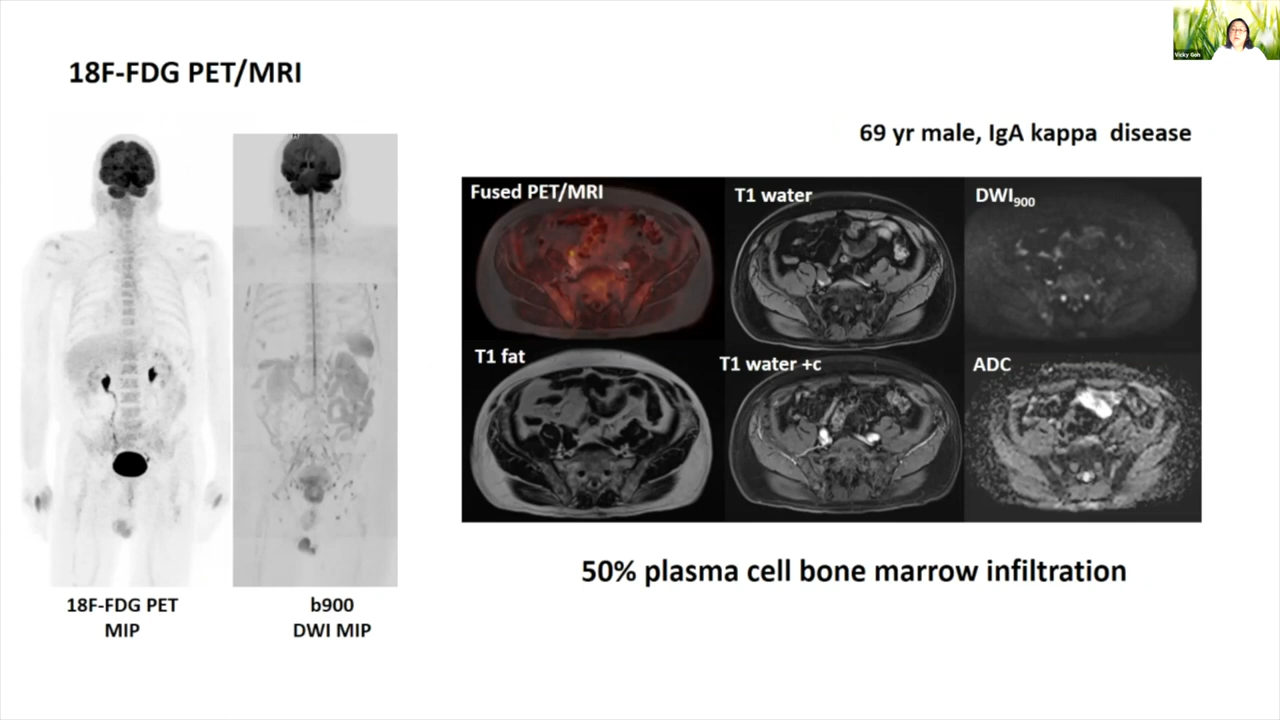 Vicky Goh
18F-FDG PET/MRI
69 yr male, IgA kappa  disease
Fused PET/MRI
T1 water
DWI900
T1 fat
T1 water +c
ADC
50% plasma cell bone marrow infiltration
18F-FDG PET
MIP
b900
DWI MIP